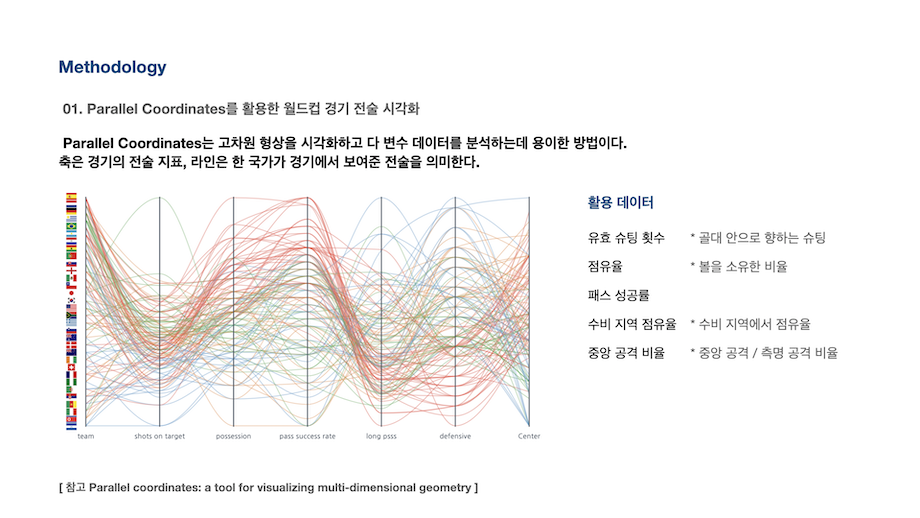 Methodology
01. Parallel Coordinates를 활용한 월드컵 경기 전술 시각화
Parallel Coordinates는 고차원 형상을 시각화하고 다 변수 데이터를 분석하는데 용이한 방법이다.
축은 경기의 전술 지표, 라인은 한 국가가 경기에서 보여준 전술을 의미한다.
team shots on target possession pass success rate long psss defensive Center
활용 데이터
유효 슈팅 횟수 * 골대 안으로 향하는 슈팅
점유율 * 볼을 소유한 비율
패스 성공률
수비 지역 점유율 * 수비 지역에서 점유율
중앙 공격 비율 * 중앙 공격 / 측명 공격 비율
[ 참고 Parallel coordinates: a tool for visualizing multi-dimensional geometry ]